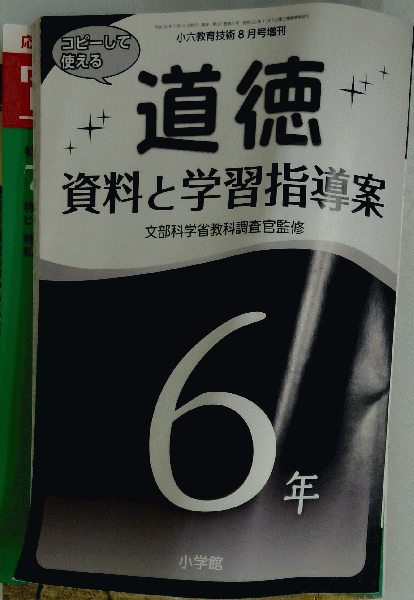 小六教育技術8月号増刊
コピーして
使える
道徳
資料と学習指導案
文部科学省教科調査官監修
6年
小学館